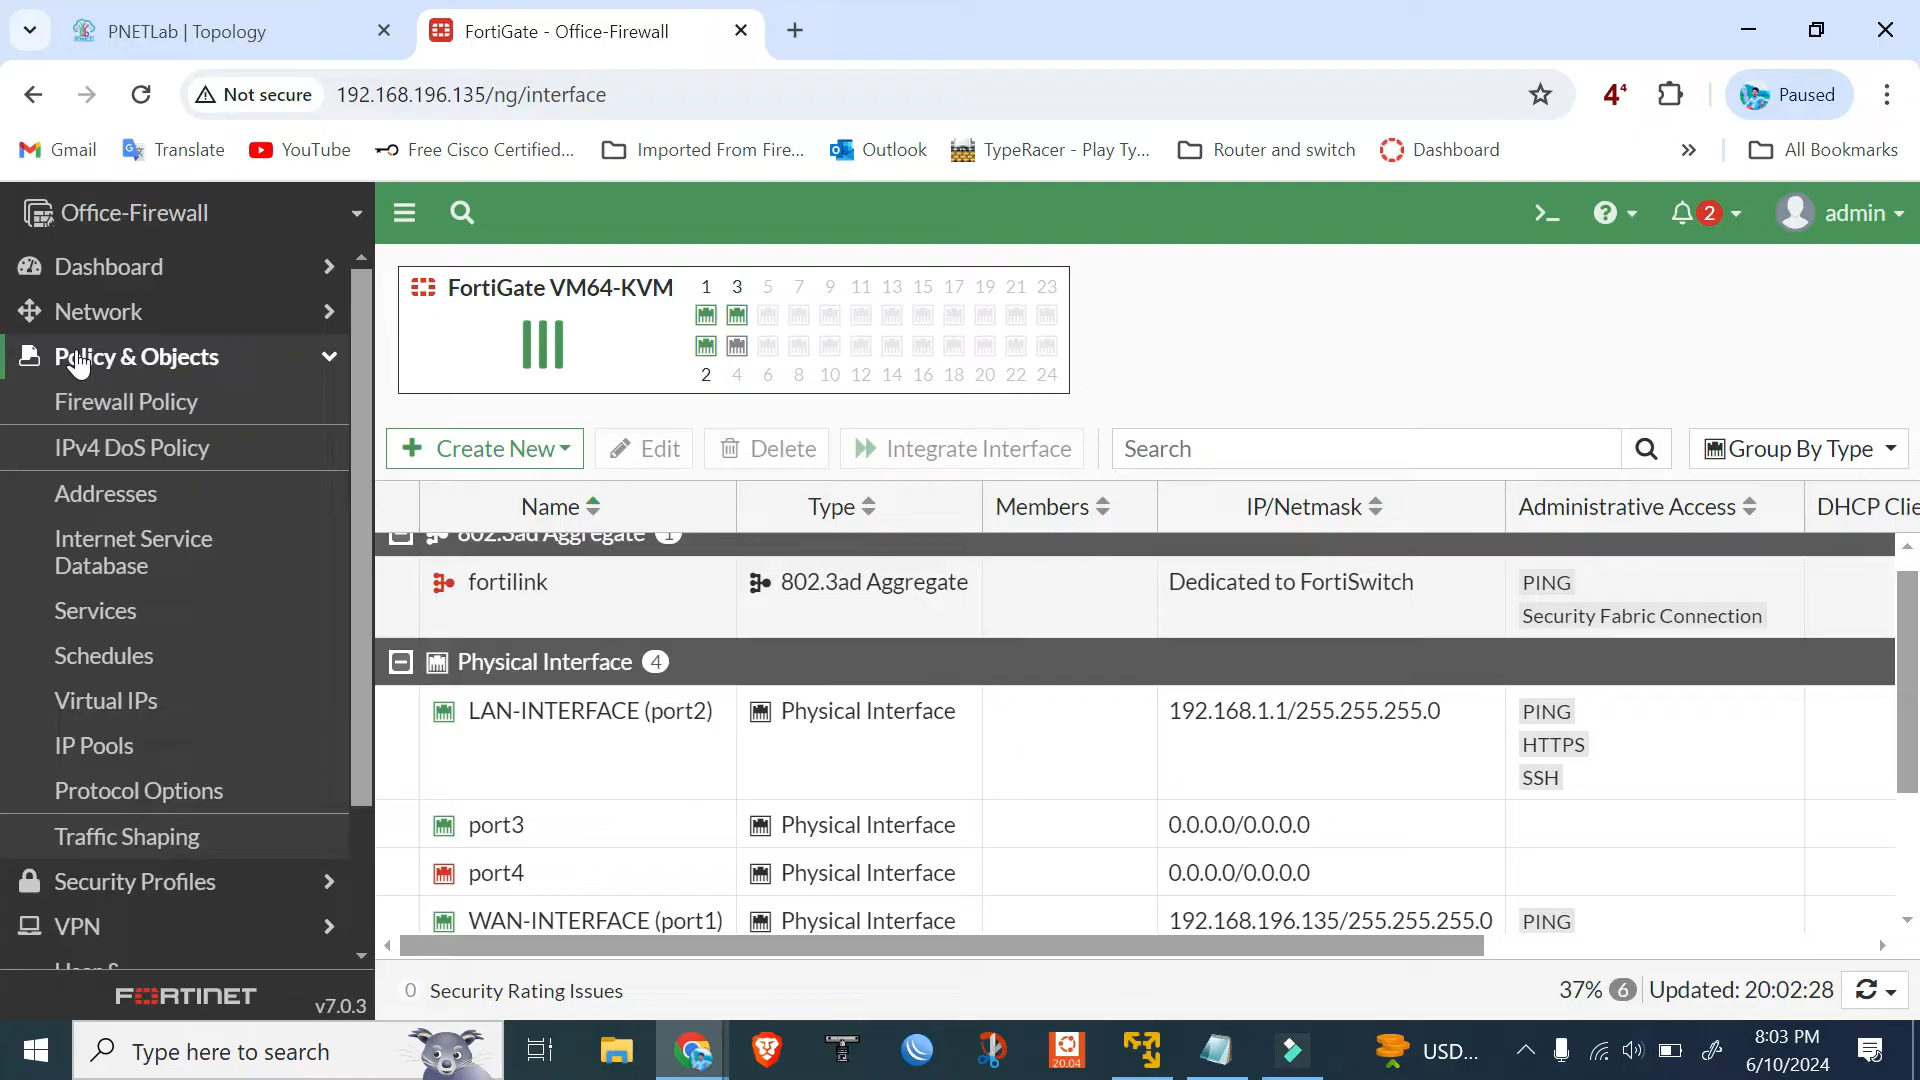 PNETLab | Topology
FortiGate - Office-Firewall
Not secure
192.168.196.135/ng/interface
4⁴
Paused
Gmail
Translate
YouTube
Free Cisco Certified...
Imported From Fire...
Outlook
TypeRacer - Play Ty...
Router and switch
Dashboard
All Bookmarks
Office-Firewall
2
admin
Dashboard
Network
Policy & Objects
Firewall Policy
IPv4 DoS Policy
Addresses
Internet Service
Database
Services
Schedules
Virtual IPs
IP Pools
Protocol Options
Traffic Shaping
Security Profiles
VPN
FORTINET
v7.0.3
FortiGate VM64-KVM
1 3 5 7 9 11 13 15 17 19 21 23
2 4 6 8 10 12 14 16 18 20 22 24
Create New
Edit
Delete
Integrate Interface
Search
Group By Type
Name Type Members IP/Netmask Administrative Access DHCP Clie
802.3ad Aggregate 1
fortilink 802.3ad Aggregate Dedicated to FortiSwitch PING
Security Fabric Connection
Physical Interface 4
LAN-INTERFACE (port2) Physical Interface 192.168.1.1/255.255.255.0 PING
HTTPS
SSH
port3 Physical Interface 0.0.0.0/0.0.0.0
port4 Physical Interface 0.0.0.0/0.0.0.0
WAN-INTERFACE (port1) Physical Interface 192.168.196.135/255.255.255.0 PING
0 Security Rating Issues
37% 6 Updated: 20:02:28
Type here to search
20.04
USD...
8:03 PM
6/10/2024